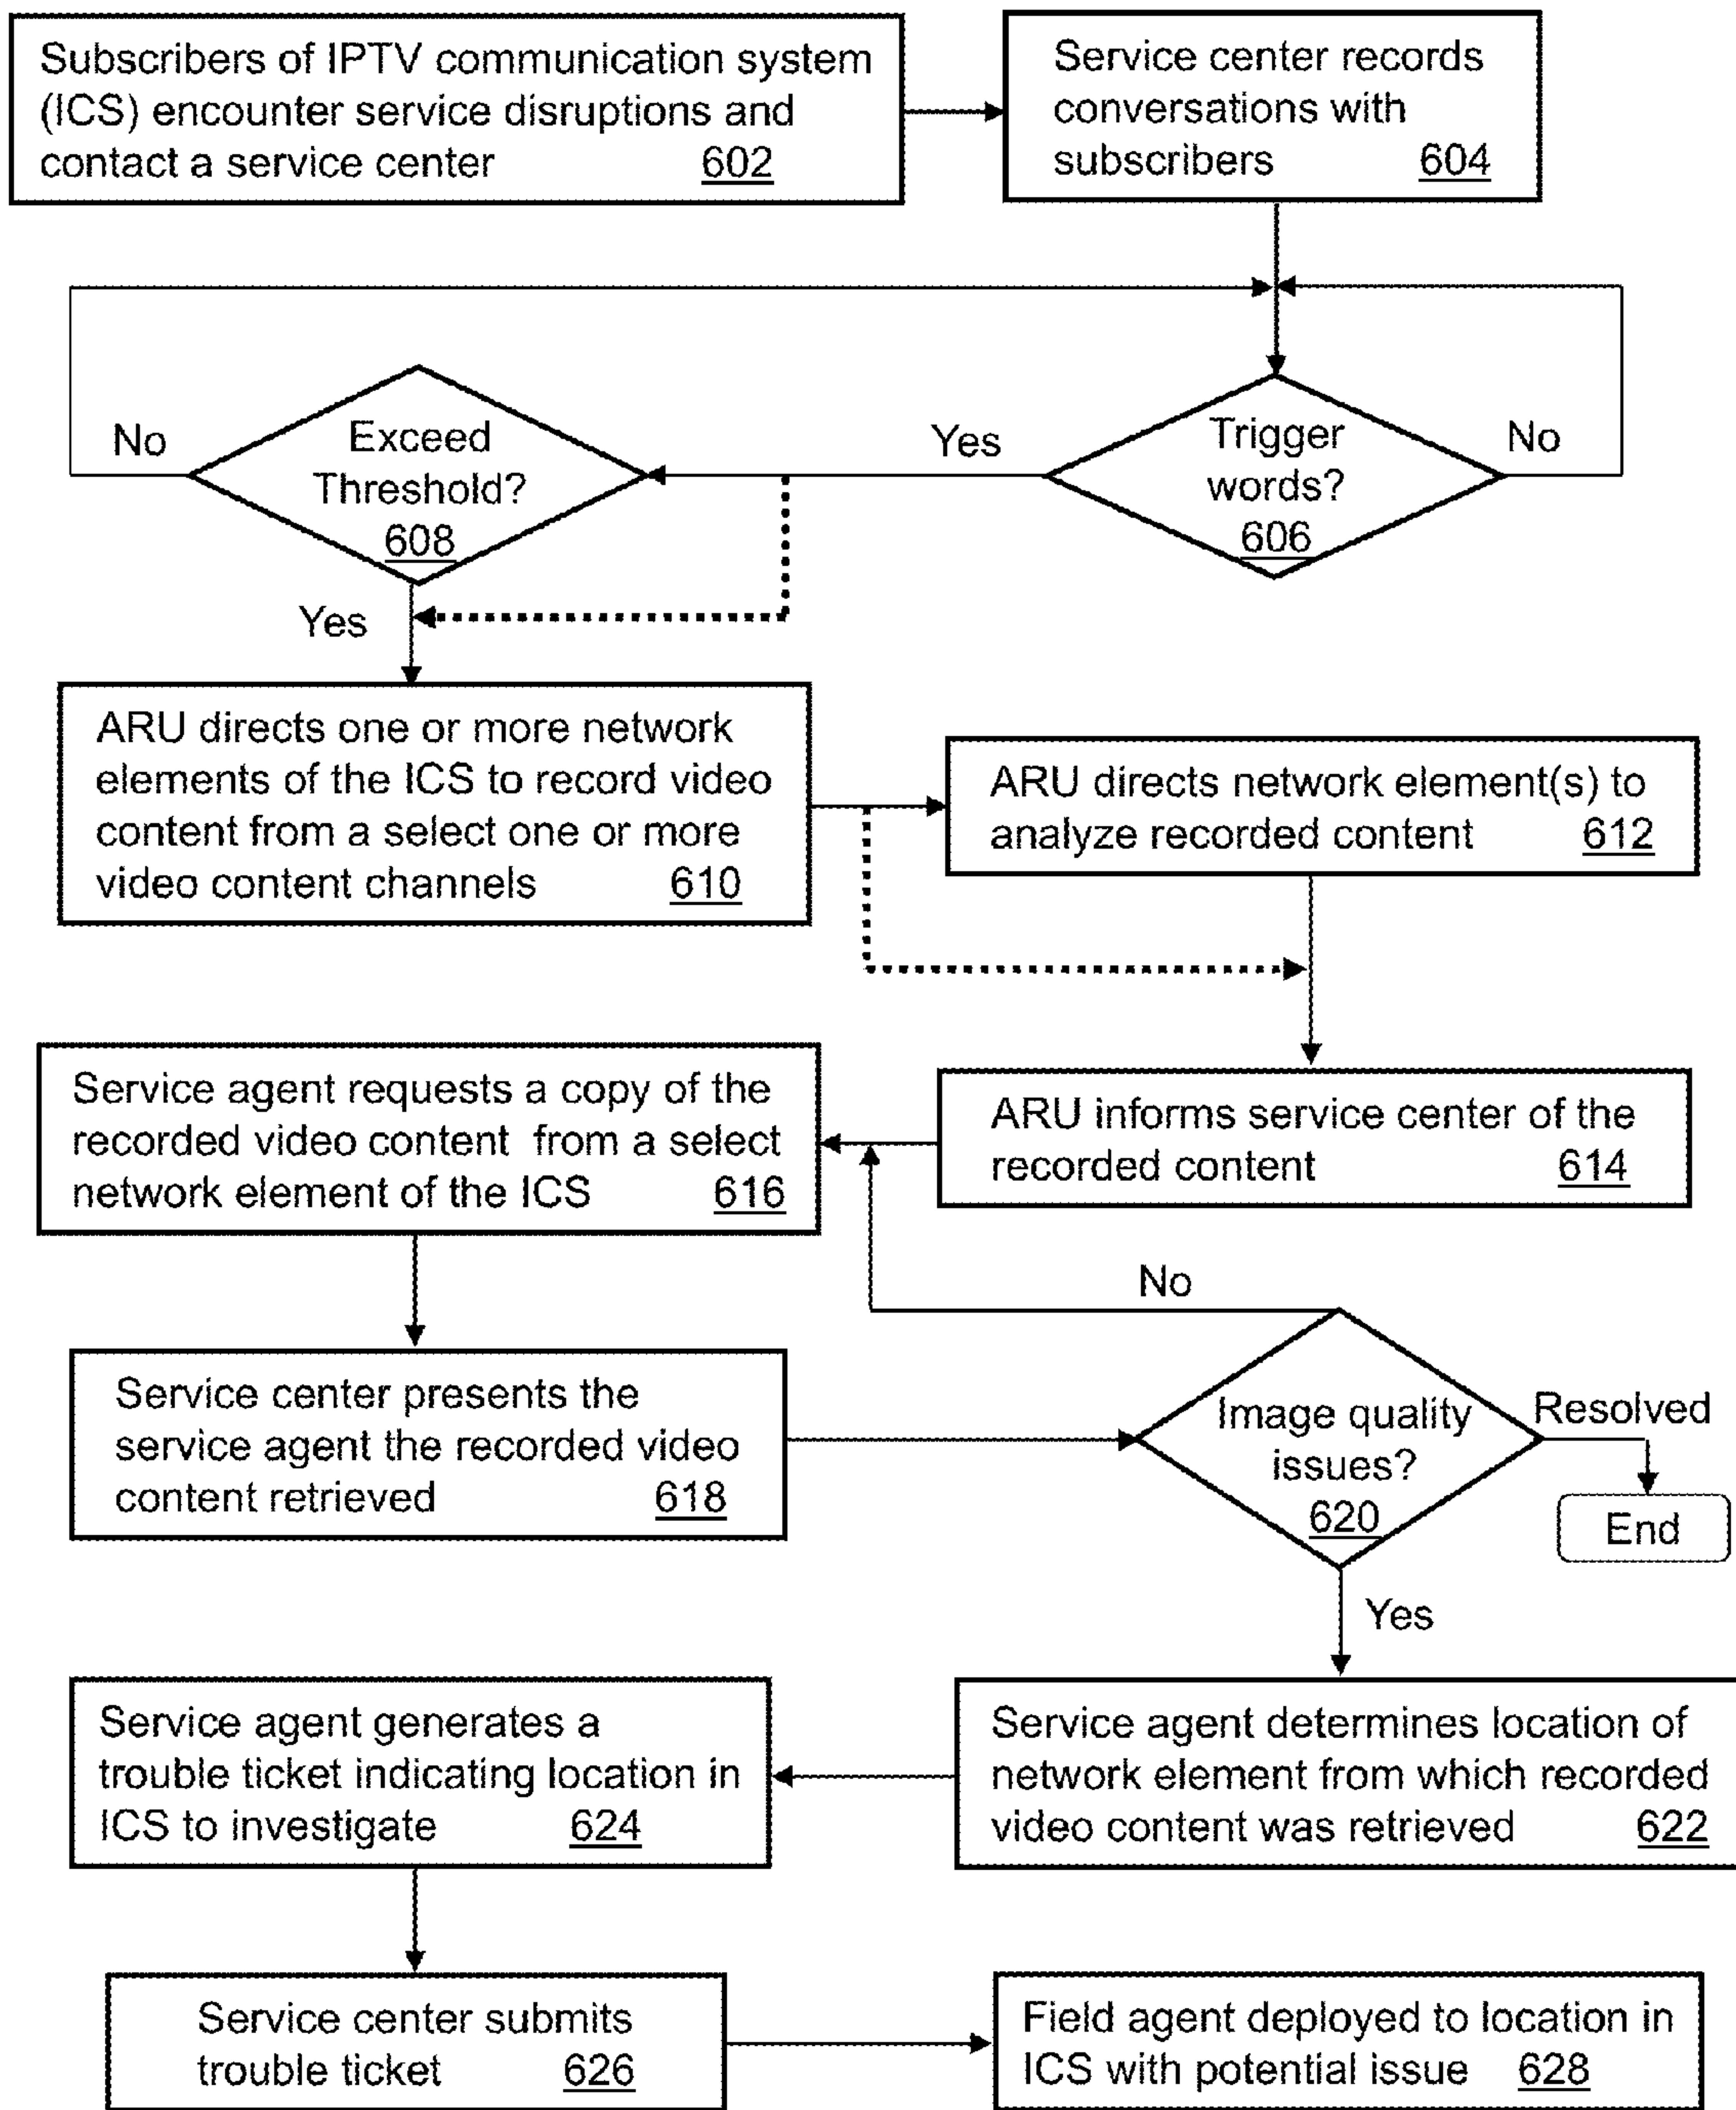 Subscribers of IPTV communication system
(ICS) encounter service disruptions and
contact a service center 602
Service center records
conversations with
subscribers 604
Trigger
words?
606
No
Yes
Exceed
Threshold?
608
No
Yes
ARU directs one or more network
elements of the ICS to record video
content from a select one or more
video content channels 610
ARU directs network element(s) to
analyze recorded content 612
ARU informs service center of the
recorded content 614
Service agent requests a copy of the
recorded video content from a select
network element of the ICS 616
Service center presents the
service agent the recorded video
content retrieved 618
No
Image quality
issues?
620
Resolved
End
Yes
Service agent determines location of
network element from which recorded
video content was retrieved 622
Service agent generates a
trouble ticket indicating location in
ICS to investigate 624
Service center submits
trouble ticket 626
Field agent deployed to location in
ICS with potential issue 628